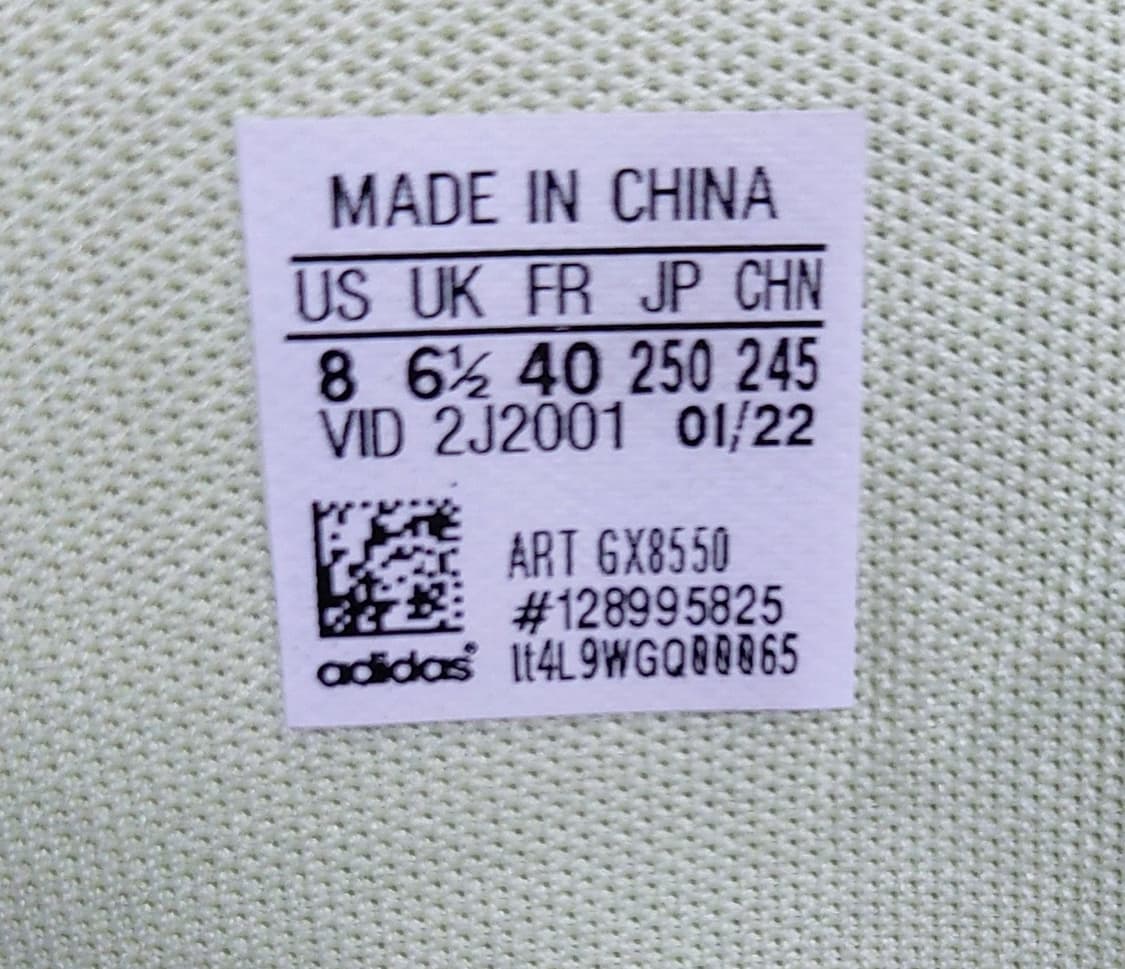 MADE IN CHINA
US UK FR JP CHN
8 6½ 40 250 245
VID 2J2001 01/22
ART GX8550
#128995825
1t4L9WGQ00065
adidas